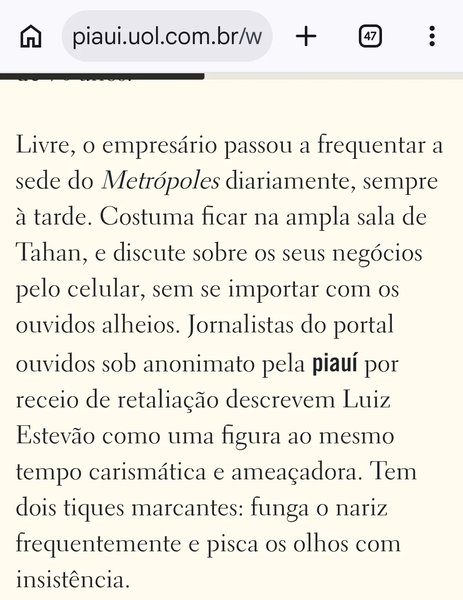 piaui.uol.com.br/w
47
Livre, o empresário passou a frequentar a
sede do Metrópoles diariamente, sempre
à tarde. Costuma ficar na ampla sala de
Tahan, e discute sobre os seus negócios
pelo celular, sem se importar com os
ouvidos alheios. Jornalistas do portal
ouvidos sob anonimato pela piauí por
receio de retaliação descrevem Luiz
Estevão como uma figura ao mesmo
tempo carismática e ameaçadora. Tem
dois tiques marcantes: funga o nariz
frequentemente e pisca os olhos com
insistência.